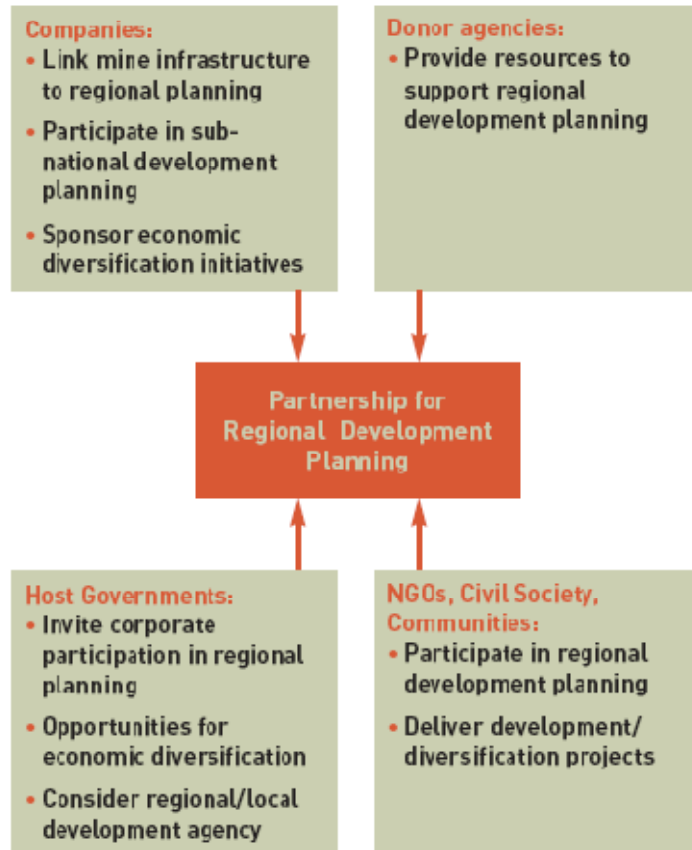 Companies:
• Link mine infrastructure
to regional planning
• Participate in sub-
national development
planning
• Sponsor economic
diversification initiatives
Donor agencies:
• Provide resources to
support regional
development planning
Partnership for
Regional Development
Planning
Host Governments:
• Invite corporate
participation in regional
planning
• Opportunities for
economic diversification
• Consider regional/local
development agency
NGOs, Civil Society,
Communities:
• Participate in regional
development planning
• Deliver development/
diversification projects